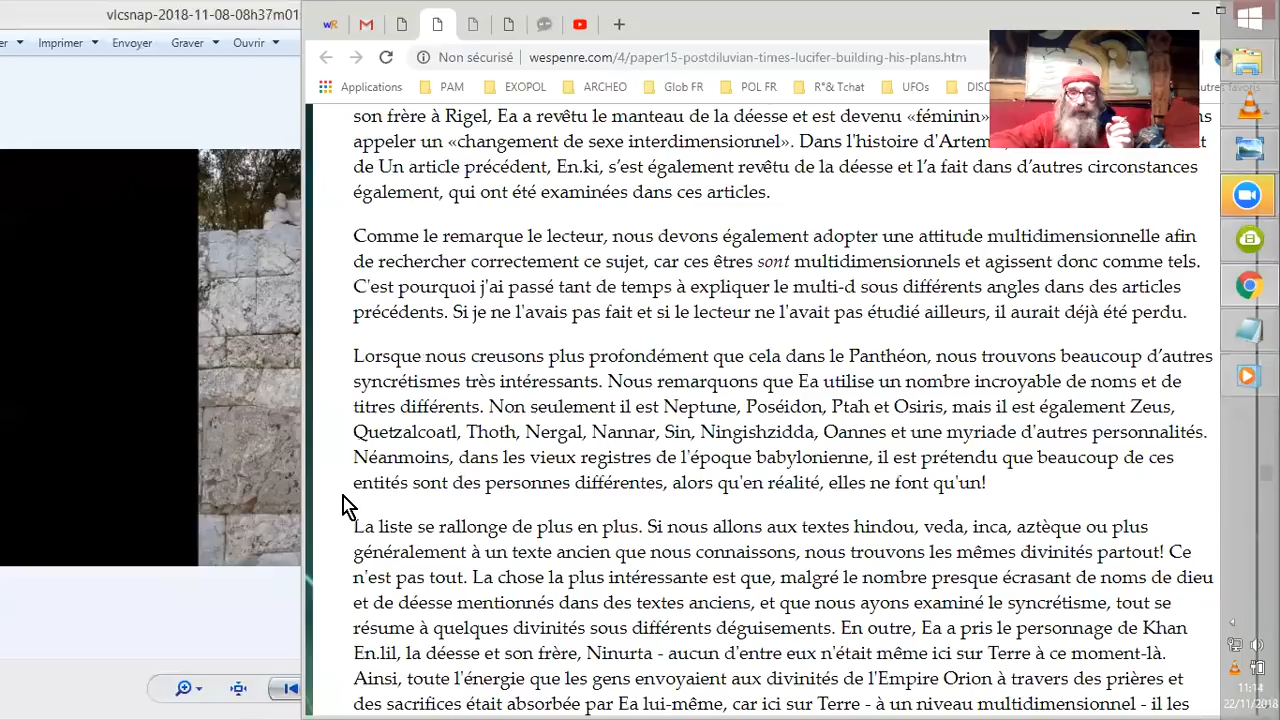 vlcsnap-2018-11-08-08h37m01
Imprimer Envoyer Graver Ouvrir
wR
Non sécurisé wespenre.com/4/paper15-postdiluvian-times-lucifer-building-his-plans.htm
Applications PAM EXOPOL ARCHEO Glob FR POL FR R°& Tchat UFOs utres favoris
son frère à Rigel, Ea a revêtu le manteau de la déesse et est devenu «féminin» ns
appeler un «changement de sexe interdimensionnel». Dans l'histoire d'Artem t
de Un article précédent, En.ki, s’est également revêtu de la déesse et l’a fait dans d’autres circonstances
également, qui ont été examinées dans ces articles.
Comme le remarque le lecteur, nous devons également adopter une attitude multidimensionnelle afin
de rechercher correctement ce sujet, car ces êtres sont multidimensionnels et agissent donc comme tels.
C'est pourquoi j'ai passé tant de temps à expliquer le multi-d sous différents angles dans des articles
précédents. Si je ne l'avais pas fait et si le lecteur ne l'avait pas étudié ailleurs, il aurait déjà été perdu.
Lorsque nous creusons plus profondément que cela dans le Panthéon, nous trouvons beaucoup d’autres
syncrétismes très intéressants. Nous remarquons que Ea utilise un nombre incroyable de noms et de
titres différents. Non seulement il est Neptune, Poséidon, Ptah et Osiris, mais il est également Zeus,
Quetzalcoatl, Thoth, Nergal, Nannar, Sin, Ningishzidda, Oannes et une myriade d'autres personnalités.
Néanmoins, dans les vieux registres de l'époque babylonienne, il est prétendu que beaucoup de ces
entités sont des personnes différentes, alors qu'en réalité, elles ne font qu'un!
La liste se rallonge de plus en plus. Si nous allons aux textes hindou, veda, inca, aztèque ou plus
généralement à un texte ancien que nous connaissons, nous trouvons les mêmes divinités partout! Ce
n'est pas tout. La chose la plus intéressante est que, malgré le nombre presque écrasant de noms de dieu
et de déesse mentionnés dans des textes anciens, et que nous ayons examiné le syncrétisme, tout se
résume à quelques divinités sous différents déguisements. En outre, Ea a pris le personnage de Khan
En.lil, la déesse et son frère, Ninurta - aucun d'entre eux n'était même ici sur Terre à ce moment-là.
Ainsi, toute l'énergie que les gens envoyaient aux divinités de l'Empire Orion à travers des prières et
des sacrifices était absorbée par Ea lui-même, car ici sur Terre - à un niveau multidimensionnel - il les
11:14
22/11/2018